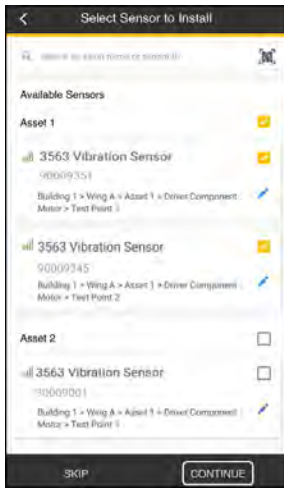 Select Sensor to Install
Available Sensors
Asset 1
3563 Vibration Sensor
90009351
Building 1 > Wing A > Asset 1 > Driver Component
Motor > Test Point 1
3563 Vibration Sensor
90009345
Building 1 > Wing A > Asset 1 > Driver Component
Motor > Test Point 2
Asset 2
3563 Vibration Sensor
90009001
Building 1 > Wing A > Asset 1 > Driver Component
Motor > Test Point
SKIP CONTINUE